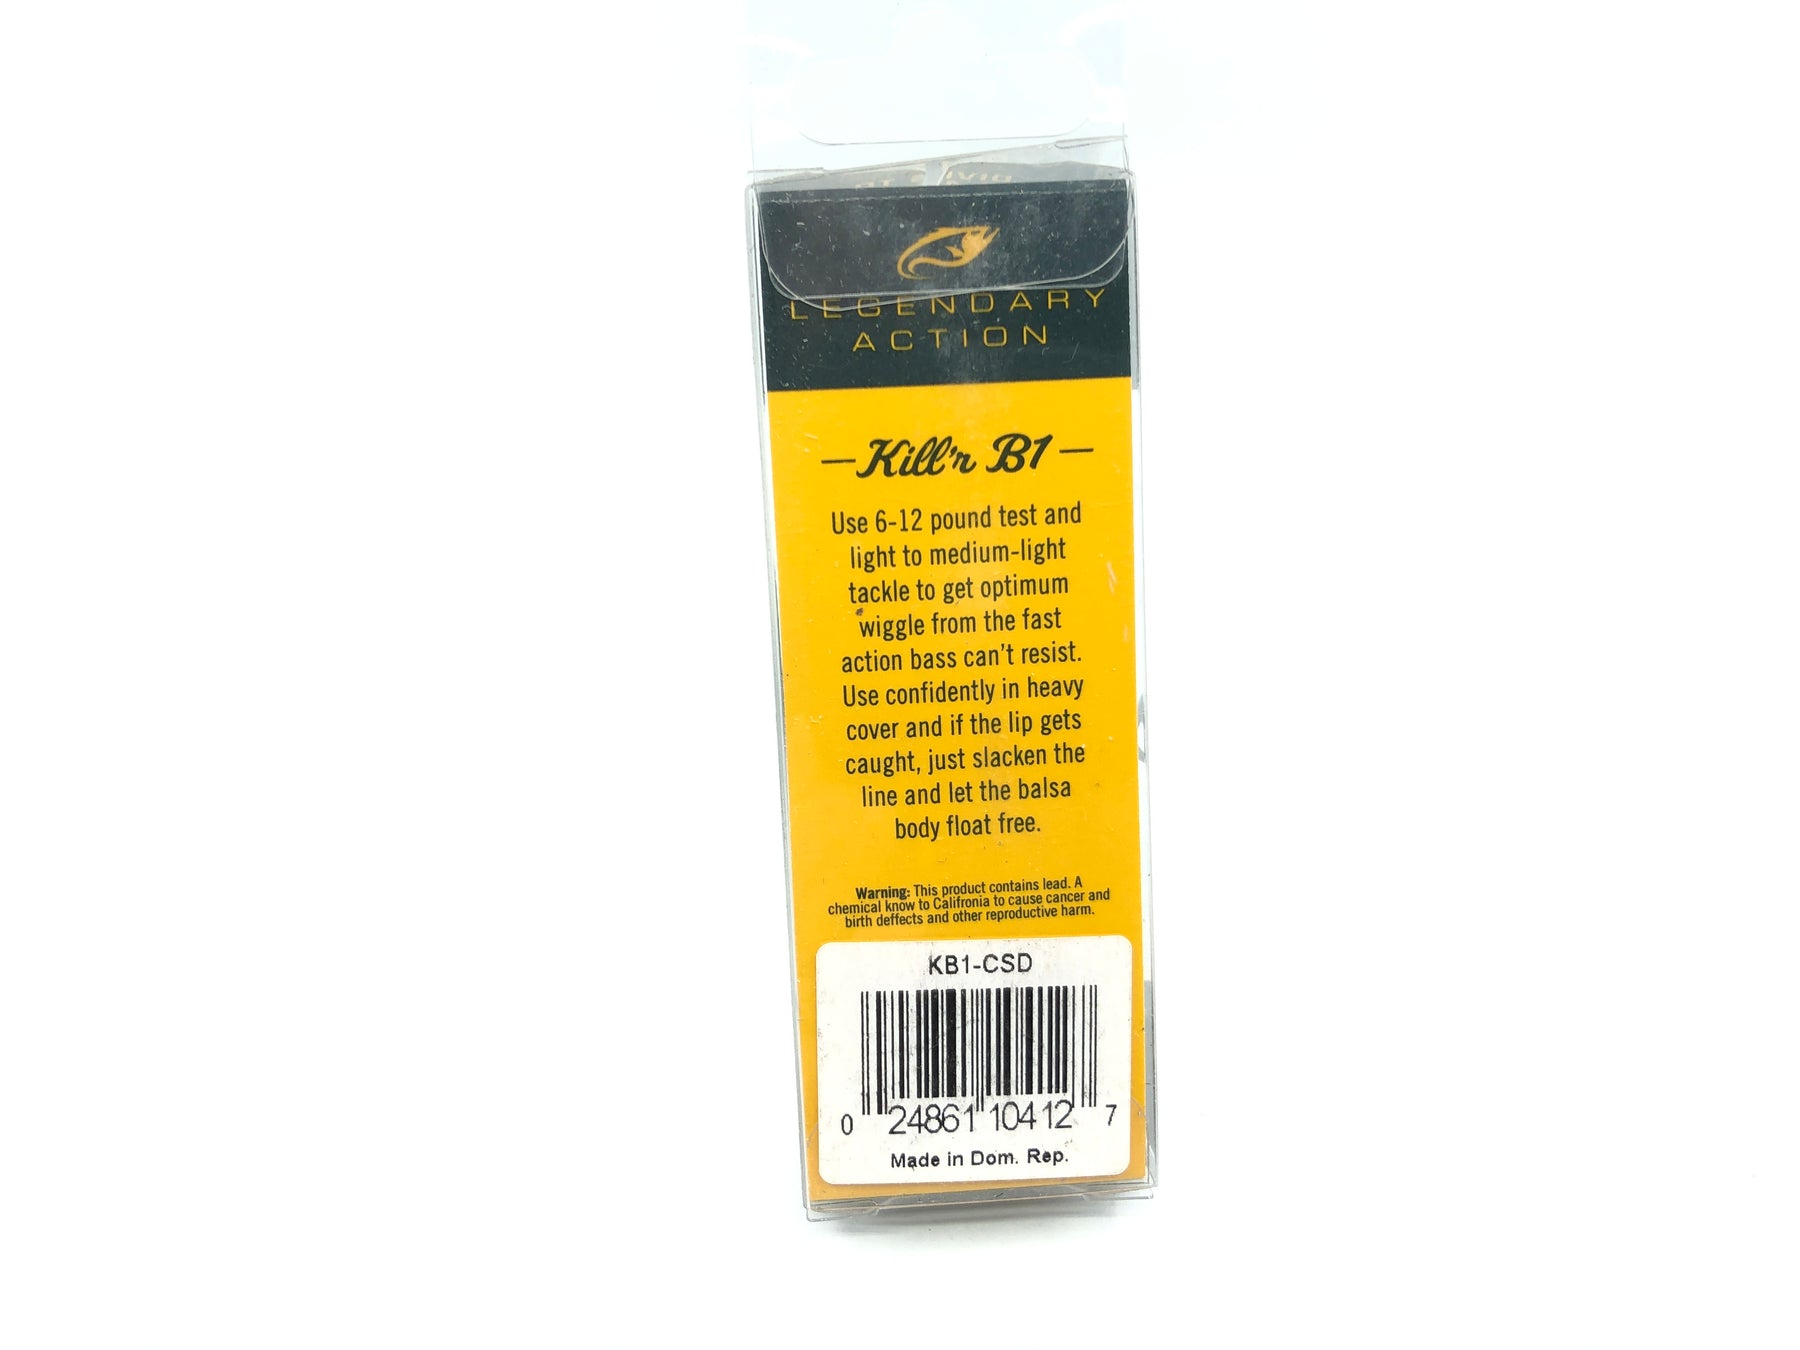 LEGENDARY
ACTION
Kill'n B1
Use 6-12 pound test and
light to medium-light
tackle to get optimum
wiggle from the fast
action bass can't resist.
Use confidently in heavy
cover and if the lip gets
caught, just slacken the
line and let the balsa
body float free.
Warning: This product contains lead. A
chemical know to Califronia to cause cancer and
birth deffects and other reproductive harm.
KB1-CSD
0 24861 10412 7
Made in Dom. Rep.